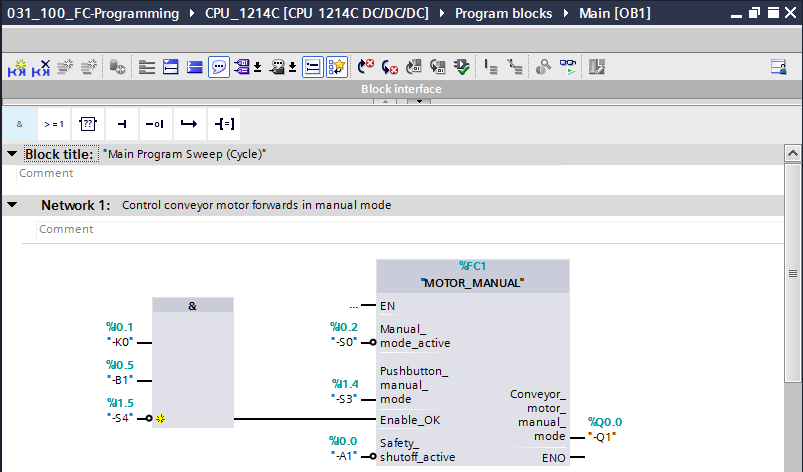 031_100_FC-Programming ▸ CPU_1214C [CPU 1214C DC/DC/DC] ▸ Program blocks ▸ Main [OB1]
Block interface
& >=1 ?? -o| [=]
Block title: "Main Program Sweep (Cycle)"
Comment
Network 1: Control conveyor motor forwards in manual mode
Comment
%FC1
"MOTOR_MANUAL"
&
... EN
%I0.1
"-K0"
%I0.2
"-S0"
Manual_
mode_active
%I0.5
"-B1"
%I1.4
"-S3"
Pushbutton_
manual_
mode
%I1.5
"-S4"
Enable_OK
%I0.0
"-A1"
Safety_
shutoff_active
Conveyor_
motor_
manual_
mode
%Q0.0
"-Q1"
ENO